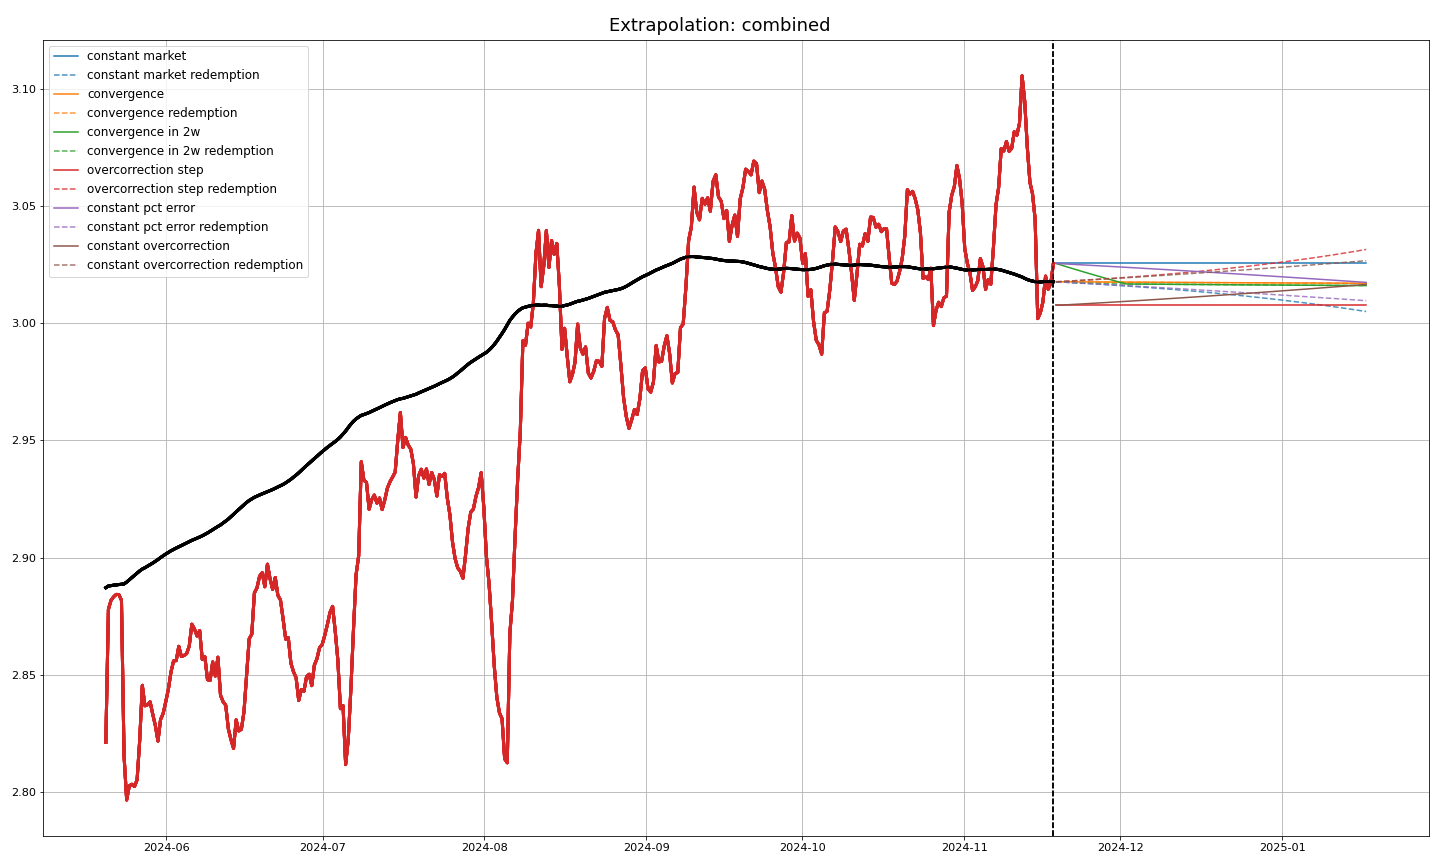 Extrapolation: combined
constant market
constant market redemption
convergence
convergence redemption
convergence in 2w
convergence in 2w redemption
overcorrection step
overcorrection step redemption
constant pct error
constant pct error redemption
constant overcorrection
constant overcorrection redemption
3.10
3.05
3.00
2.95
2.90
2.85
2.80
2024-06 2024-07 2024-08 2024-09 2024-10 2024-11 2024-12 2025-01